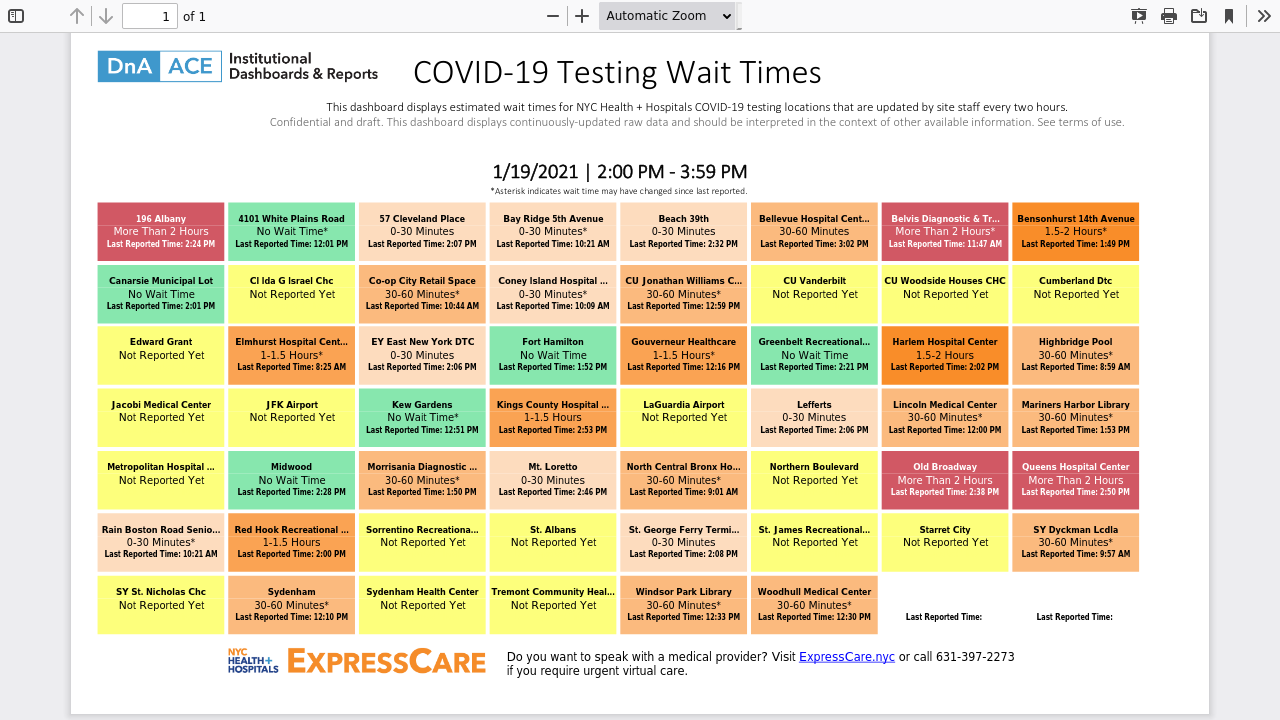 1 of 1 Automatic Zoom
DnA ACE Institutional Dashboards & Reports
COVID-19 Testing Wait Times
This dashboard displays estimated wait times for NYC Health + Hospitals COVID-19 testing locations that are updated by site staff every two hours.
Confidential and draft. This dashboard displays continuously-updated raw data and should be interpreted in the context of other available information. See terms of use.
1/19/2021 | 2:00 PM - 3:59 PM
*Asterisk indicates wait time may have changed since last reported.
196 Albany
More Than 2 Hours
Last Reported Time: 2:24 PM
4101 White Plains Road
No Wait Time*
Last Reported Time: 12:01 PM
57 Cleveland Place
0-30 Minutes
Last Reported Time: 2:07 PM
Bay Ridge 5th Avenue
0-30 Minutes*
Last Reported Time: 10:21 AM
Beach 39th
0-30 Minutes
Last Reported Time: 2:32 PM
Bellevue Hospital Cent...
30-60 Minutes
Last Reported Time: 3:02 PM
Belvis Diagnostic & Tr...
More Than 2 Hours*
Last Reported Time: 11:47 AM
Bensonhurst 14th Avenue
1.5-2 Hours*
Last Reported Time: 1:49 PM
Canarsie Municipal Lot
No Wait Time
Last Reported Time: 2:01 PM
Cl Ida G Israel Chc
Not Reported Yet
Co-op City Retail Space
30-60 Minutes*
Last Reported Time: 10:44 AM
Coney Island Hospital ...
0-30 Minutes*
Last Reported Time: 10:09 AM
CU Jonathan Williams C...
30-60 Minutes*
Last Reported Time: 12:59 PM
CU Vanderbilt
Not Reported Yet
CU Woodside Houses CHC
Not Reported Yet
Cumberland Dtc
Not Reported Yet
Edward Grant
Not Reported Yet
Elmhurst Hospital Cent...
1-1.5 Hours*
Last Reported Time: 8:25 AM
EY East New York DTC
0-30 Minutes
Last Reported Time: 2:06 PM
Fort Hamilton
No Wait Time
Last Reported Time: 1:52 PM
Gouverneur Healthcare
1-1.5 Hours*
Last Reported Time: 12:16 PM
Greenbelt Recreational...
No Wait Time
Last Reported Time: 2:21 PM
Harlem Hospital Center
1.5-2 Hours
Last Reported Time: 2:02 PM
Highbridge Pool
30-60 Minutes*
Last Reported Time: 8:59 AM
Jacobi Medical Center
Not Reported Yet
JFK Airport
Not Reported Yet
Kew Gardens
No Wait Time*
Last Reported Time: 12:51 PM
Kings County Hospital ...
1-1.5 Hours
Last Reported Time: 2:53 PM
LaGuardia Airport
Not Reported Yet
Lefferts
0-30 Minutes
Last Reported Time: 2:06 PM
Lincoln Medical Center
30-60 Minutes*
Last Reported Time: 12:00 PM
Mariners Harbor Library
30-60 Minutes*
Last Reported Time: 1:53 PM
Metropolitan Hospital ...
Not Reported Yet
Midwood
No Wait Time
Last Reported Time: 2:28 PM
Morrisania Diagnostic ...
30-60 Minutes*
Last Reported Time: 1:50 PM
Mt. Loretto
0-30 Minutes
Last Reported Time: 2:46 PM
North Central Bronx Ho...
30-60 Minutes*
Last Reported Time: 9:01 AM
Northern Boulevard
Not Reported Yet
Old Broadway
More Than 2 Hours
Last Reported Time: 2:38 PM
Queens Hospital Center
More Than 2 Hours
Last Reported Time: 2:50 PM
Rain Boston Road Senio...
0-30 Minutes*
Last Reported Time: 10:21 AM
Red Hook Recreational ...
1-1.5 Hours
Last Reported Time: 2:00 PM
Sorrentino Recreationa...
Not Reported Yet
St. Albans
Not Reported Yet
St. George Ferry Termi...
0-30 Minutes
Last Reported Time: 2:08 PM
St. James Recreational...
Not Reported Yet
Starret City
Not Reported Yet
SY Dyckman Lcdla
30-60 Minutes*
Last Reported Time: 9:57 AM
SY St. Nicholas Chc
Not Reported Yet
Sydenham
30-60 Minutes*
Last Reported Time: 12:10 PM
Sydenham Health Center
Not Reported Yet
Tremont Community Heal...
Not Reported Yet
Windsor Park Library
30-60 Minutes*
Last Reported Time: 12:33 PM
Woodhull Medical Center
30-60 Minutes*
Last Reported Time: 12:30 PM
Last Reported Time:
Last Reported Time:
NYC
HEALTH+
HOSPITALS
EXPRESSCARE
Do you want to speak with a medical provider? Visit ExpressCare.nyc or call 631-397-2273
if you require urgent virtual care.